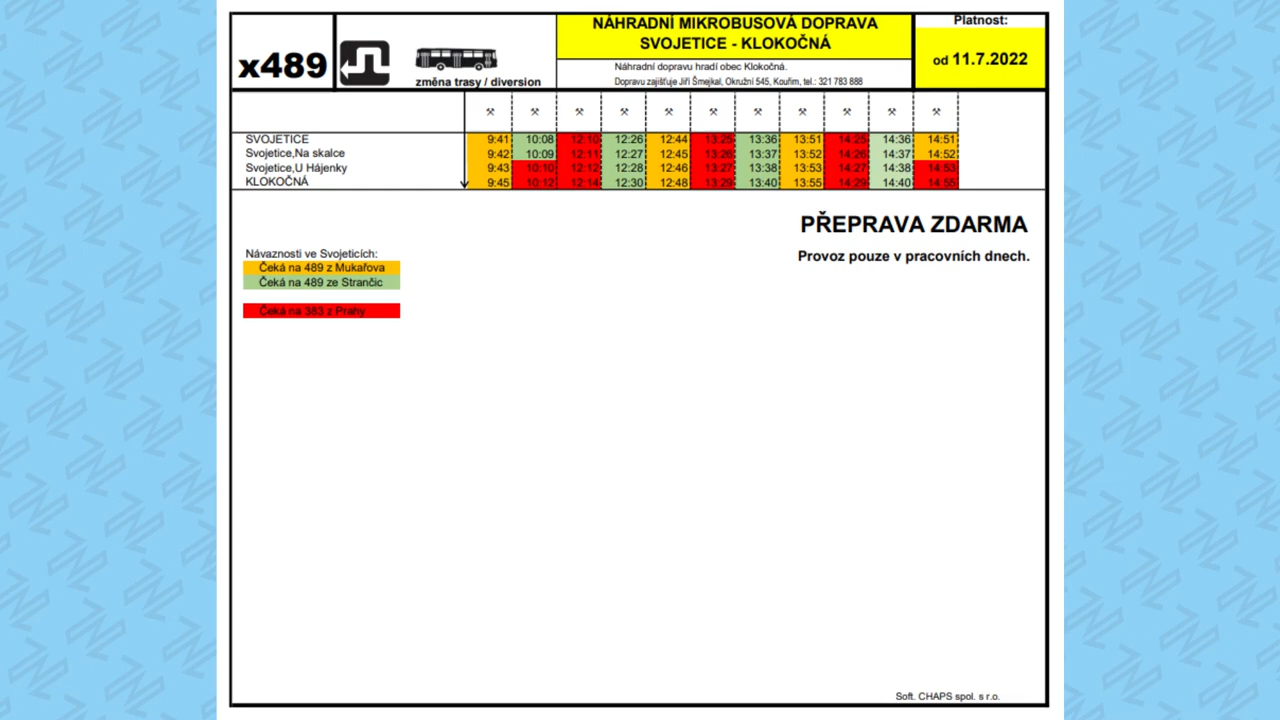 x489
změna trasy / diversion
NÁHRADNÍ MIKROBUSOVÁ DOPRAVA
SVOJETICE - KLOKOČNÁ
Náhradní dopravu hradí obec Klokočná.
Dopravu zajišťuje Jiří Šmejkal, Okružní 545, Kouřim, tel.: 321 783 888
Platnost:
od 11.7.2022
SVOJETICE 9:41 10:08 12:10 12:26 12:44 13:25 13:36 13:51 14:25 14:36 14:51
Svojetice,Na skalce 9:42 10:09 12:11 12:27 12:45 13:26 13:37 13:52 14:26 14:37 14:52
Svojetice,U Hájenky 9:43 10:10 12:12 12:28 12:46 13:27 13:38 13:53 14:27 14:38 14:53
KLOKOČNÁ 9:45 10:12 12:14 12:30 12:48 13:29 13:40 13:55 14:29 14:40 14:55
PŘEPRAVA ZDARMA
Provoz pouze v pracovních dnech.
Návaznosti ve Svojeticích:
Čeká na 489 z Mukařova
Čeká na 489 ze Strančic
Čeká na 383 z Prahy
Soft. CHAPS spol. s r.o.